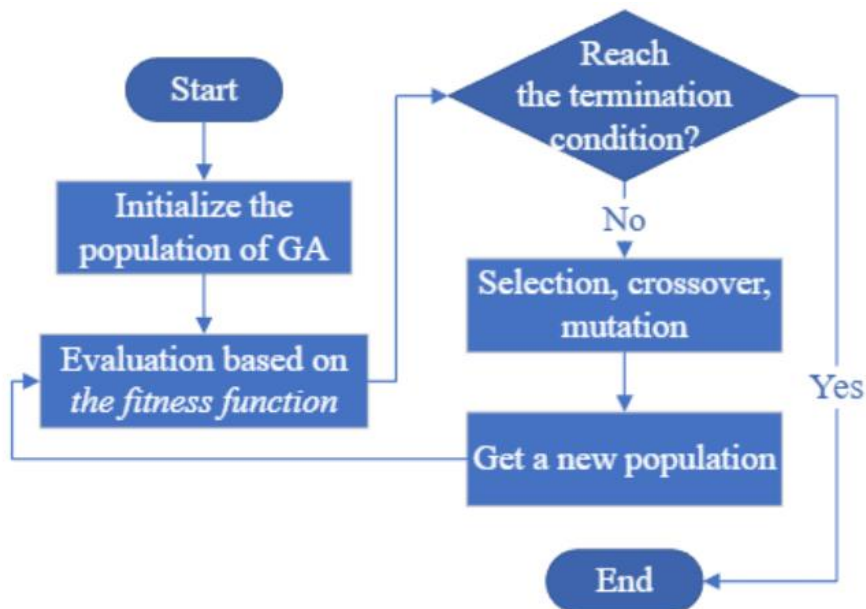 Start
Initialize the
population of GA
Evaluation based on
the fitness function
Reach
the termination
condition?
No
Selection, crossover,
mutation
Get a new population
Yes
End